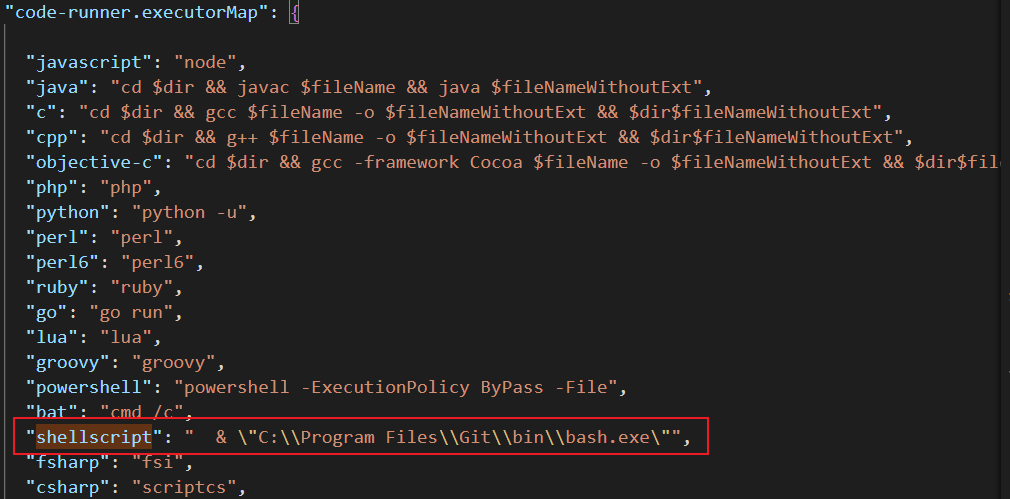 "code-runner.executorMap": {
"javascript": "node",
"java": "cd $dir && javac $fileName && java $fileNameWithoutExt",
"c": "cd $dir && gcc $fileName -o $fileNameWithoutExt && $dir$fileNameWithoutExt",
"cpp": "cd $dir && g++ $fileName -o $fileNameWithoutExt && $dir$fileNameWithoutExt",
"objective-c": "cd $dir && gcc -framework Cocoa $fileName -o $fileNameWithoutExt && $dir$file
"php": "php",
"python": "python -u",
"perl": "perl",
"perl6": "perl6",
"ruby": "ruby",
"go": "go run",
"lua": "lua",
"groovy": "groovy",
"powershell": "powershell -ExecutionPolicy ByPass -File",
"bat": "cmd /c",
"shellscript": "  & \"C:\\Program Files\\Git\\bin\\bash.exe\"",
"fsharp": "fsi",
"csharp": "scriptcs",